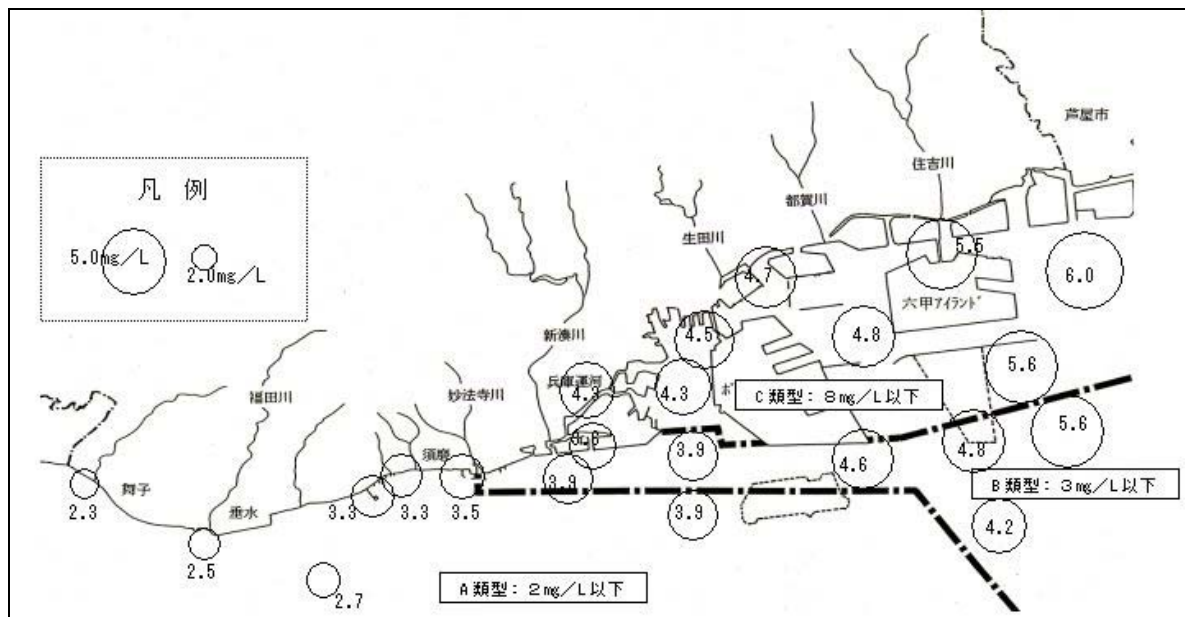 芦屋市
住吉川
都賀川
生田川
凡 例
5.0mg/L
2.0mg/L
5.5
6.0
4.7
六甲アイランド
新湊川
4.5
4.8
5.6
兵庫運河
妙法寺川
福田川
4.3
4.3
ポ
C類型：8mg/L以下
5.6
3.9
4.6
4.8
須磨
舞子
3.9
B類型：3mg/L以下
2.3
垂水
3.3
3.3
3.5
3.9
4.2
2.5
2.7
A類型：2mg/L以下